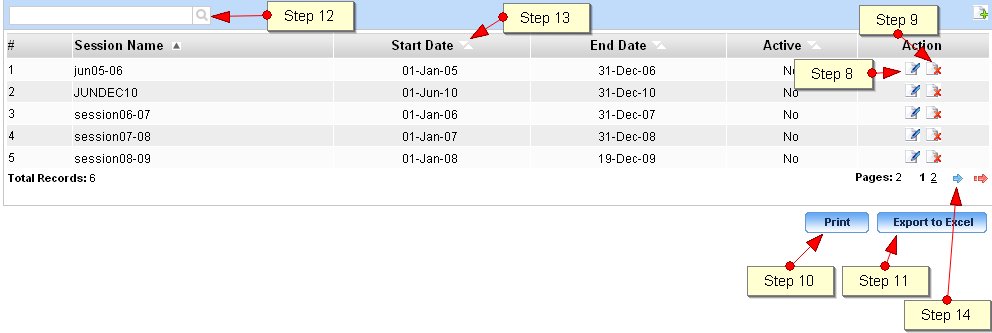 Step 12
Step 13
Step 9
# Session Name Start Date End Date Active Action
Step 8
1 jun05-06 01-Jan-05 31-Dec-06 No
2 JUNDEC10 01-Jun-10 31-Dec-10 No
3 session06-07 01-Jan-06 31-Dec-07 No
4 session07-08 01-Jan-07 31-Dec-08 No
5 session08-09 01-Jan-08 19-Dec-09 No
Total Records: 6 Pages: 2 1 2
Print Export to Excel
Step 10 Step 11
Step 14